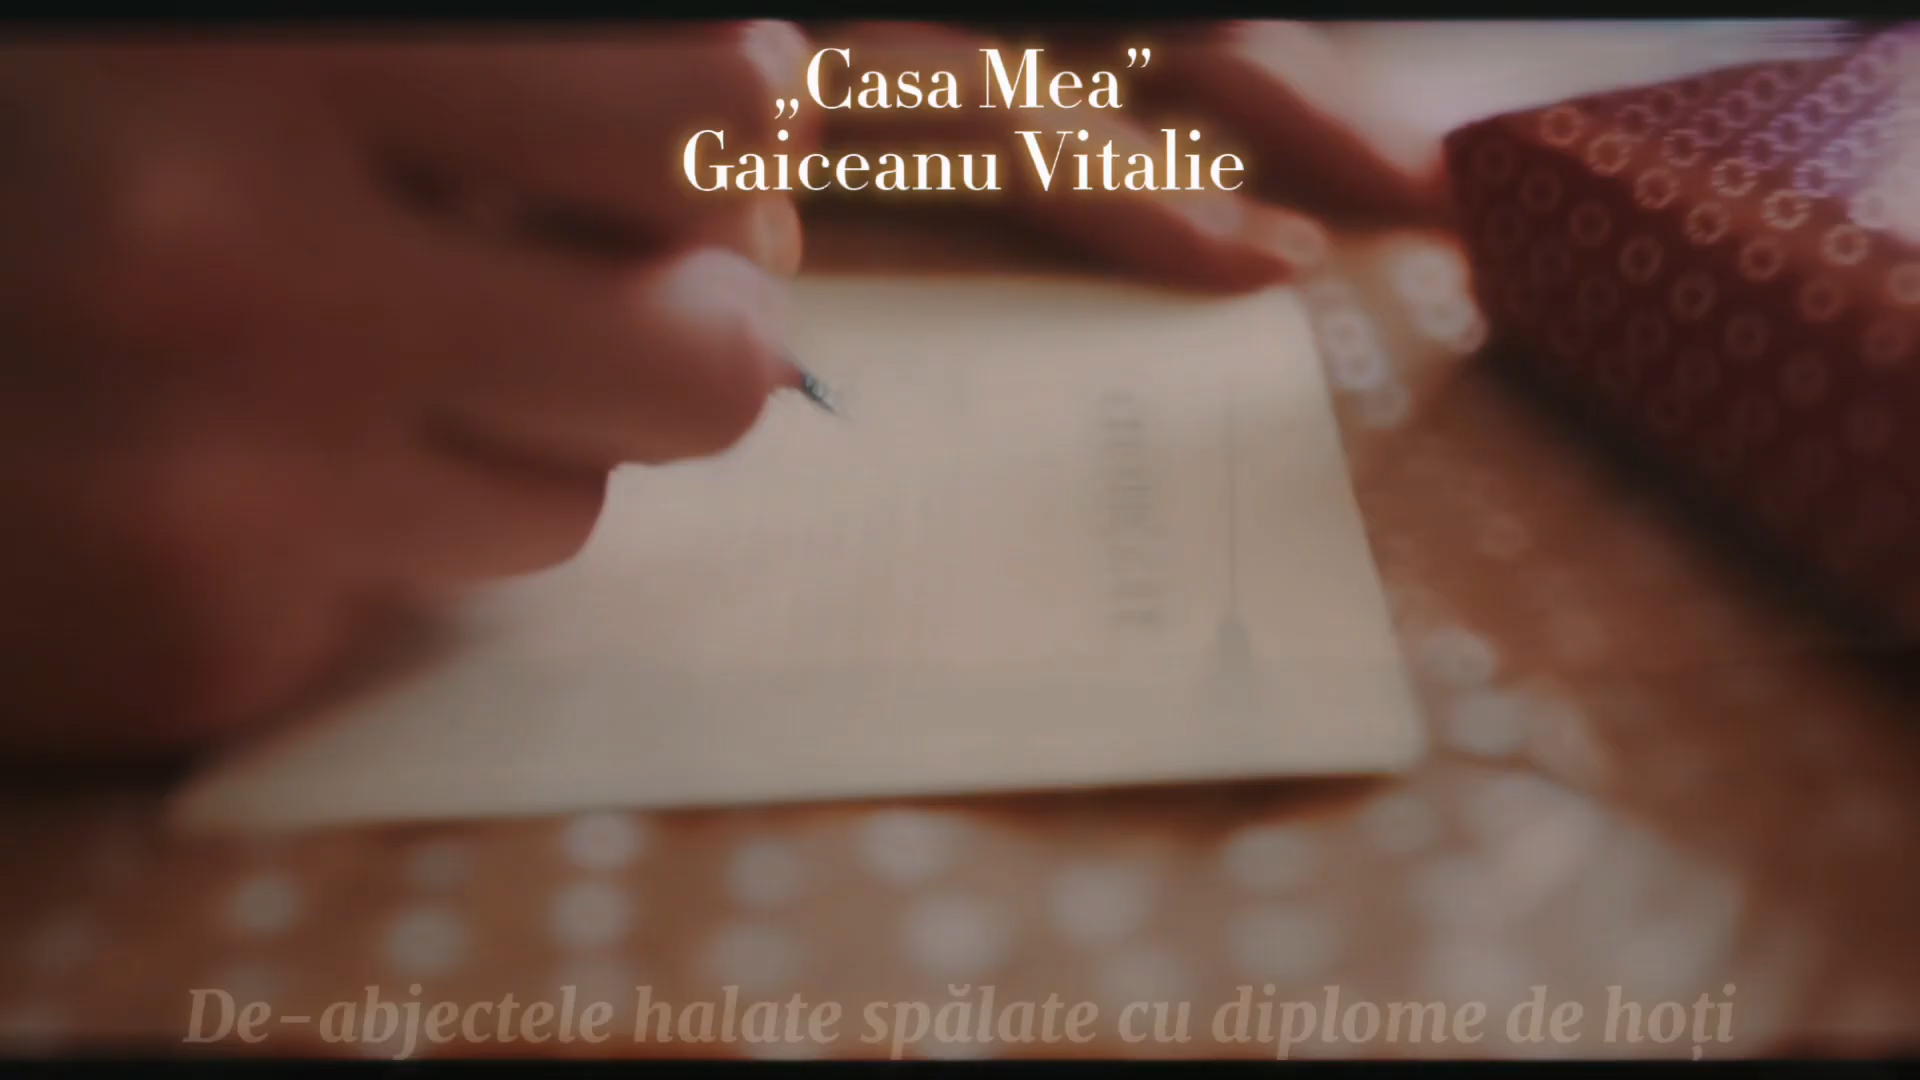 „Casa Mea”
Gaiceanu Vitalie
De-abjectele halate spălate cu diplome de hoți